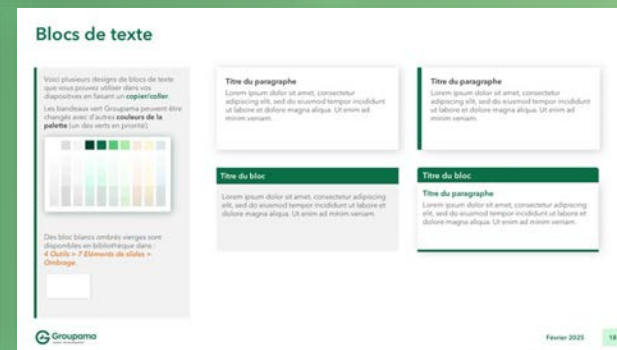 Blocs de texte
Voici plusieurs designs de blocs de texte
que vous pouvez utiliser dans vos
diapositives en faisant un copier/coller.
Les bandeaux vert Groupama peuvent être
changés avec d'autres couleurs de la
palette (un des verts en priorité).
Des bloc blancs ombrés vierges sont
disponibles en bibliothèque dans :
4 Outils > 7 Eléments de slides >
Ombrage.
Titre du paragraphe
Lorem ipsum dolor sit amet, consectetur
adipiscing elit, sed do eiusmod tempor incididunt
ut labore et dolore magna aliqua. Ut enim ad
minim veniam.
Titre du paragraphe
Lorem ipsum dolor sit amet, consectetur
adipiscing elit, sed do eiusmod tempor incididunt
ut labore et dolore magna aliqua. Ut enim ad
minim veniam.
Titre du bloc
Lorem ipsum dolor sit amet, consectetur adipiscing
elit, sed do eiusmod tempor incididunt ut labore et
dolore magna aliqua. Ut enim ad minim veniam.
Titre du bloc
Titre du paragraphe
Lorem ipsum dolor sit amet, consectetur adipiscing
elit, sed do eiusmod tempor incididunt ut labore et
dolore magna aliqua. Ut enim ad minim veniam.
Groupama
Février 2025
18